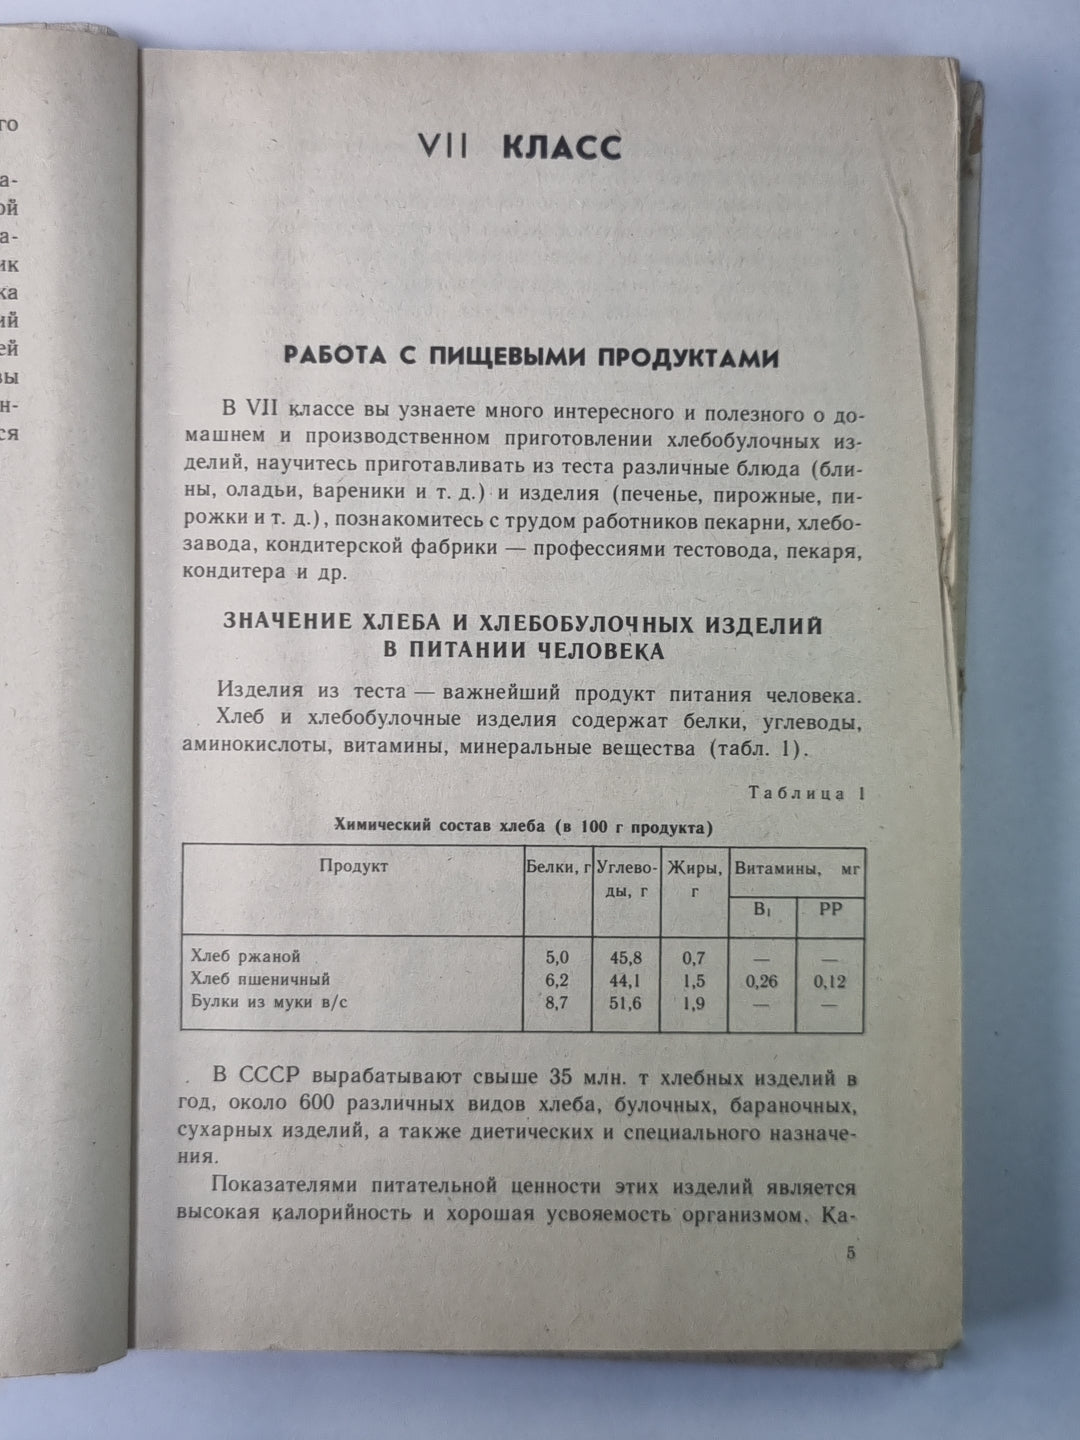 го
а-
ой
а-
ик
ка
ий
ей
вы
н-
ся
VII КЛАСС
РАБОТА С ПИЩЕВЫМИ ПРОДУКТАМИ
В VII классе вы узнаете много интересного и полезного о до-
машнем и производственном приготовлении хлебобулочных из-
делий, научитесь приготавливать из теста различные блюда (бли-
ны, оладьи, вареники и т. д.) и изделия (печенье, пирожные, пи-
рожки и т. д.), познакомитесь с трудом работников пекарни, хлебо-
завода, кондитерской фабрики — профессиями тестовода, пекаря,
кондитера и др.
ЗНАЧЕНИЕ ХЛЕБА И ХЛЕБОБУЛОЧНЫХ ИЗДЕЛИЙ
В ПИТАНИИ ЧЕЛОВЕКА
Изделия из теста — важнейший продукт питания человека.
Хлеб и хлебобулочные изделия содержат белки, углеводы,
аминокислоты, витамины, минеральные вещества (табл. 1).
Таблица 1
Химический состав хлеба (в 100 г продукта)
Продукт Белки, г Углево- Жиры, Витамины, мг
ды, г г
B₁ PP
Хлеб ржаной 5,0 45,8 0,7 — —
Хлеб пшеничный 6,2 44,1 1,5 0,26 0,12
Булки из муки в/с 8,7 51,6 1,9 — —
В СССР вырабатывают свыше 35 млн. т хлебных изделий в
год, около 600 различных видов хлеба, булочных, бараночных,
сухарных изделий, а также диетических и специального назначе-
ния.
Показателями питательной ценности этих изделий является
высокая калорийность и хорошая усвояемость организмом. Ка-
5